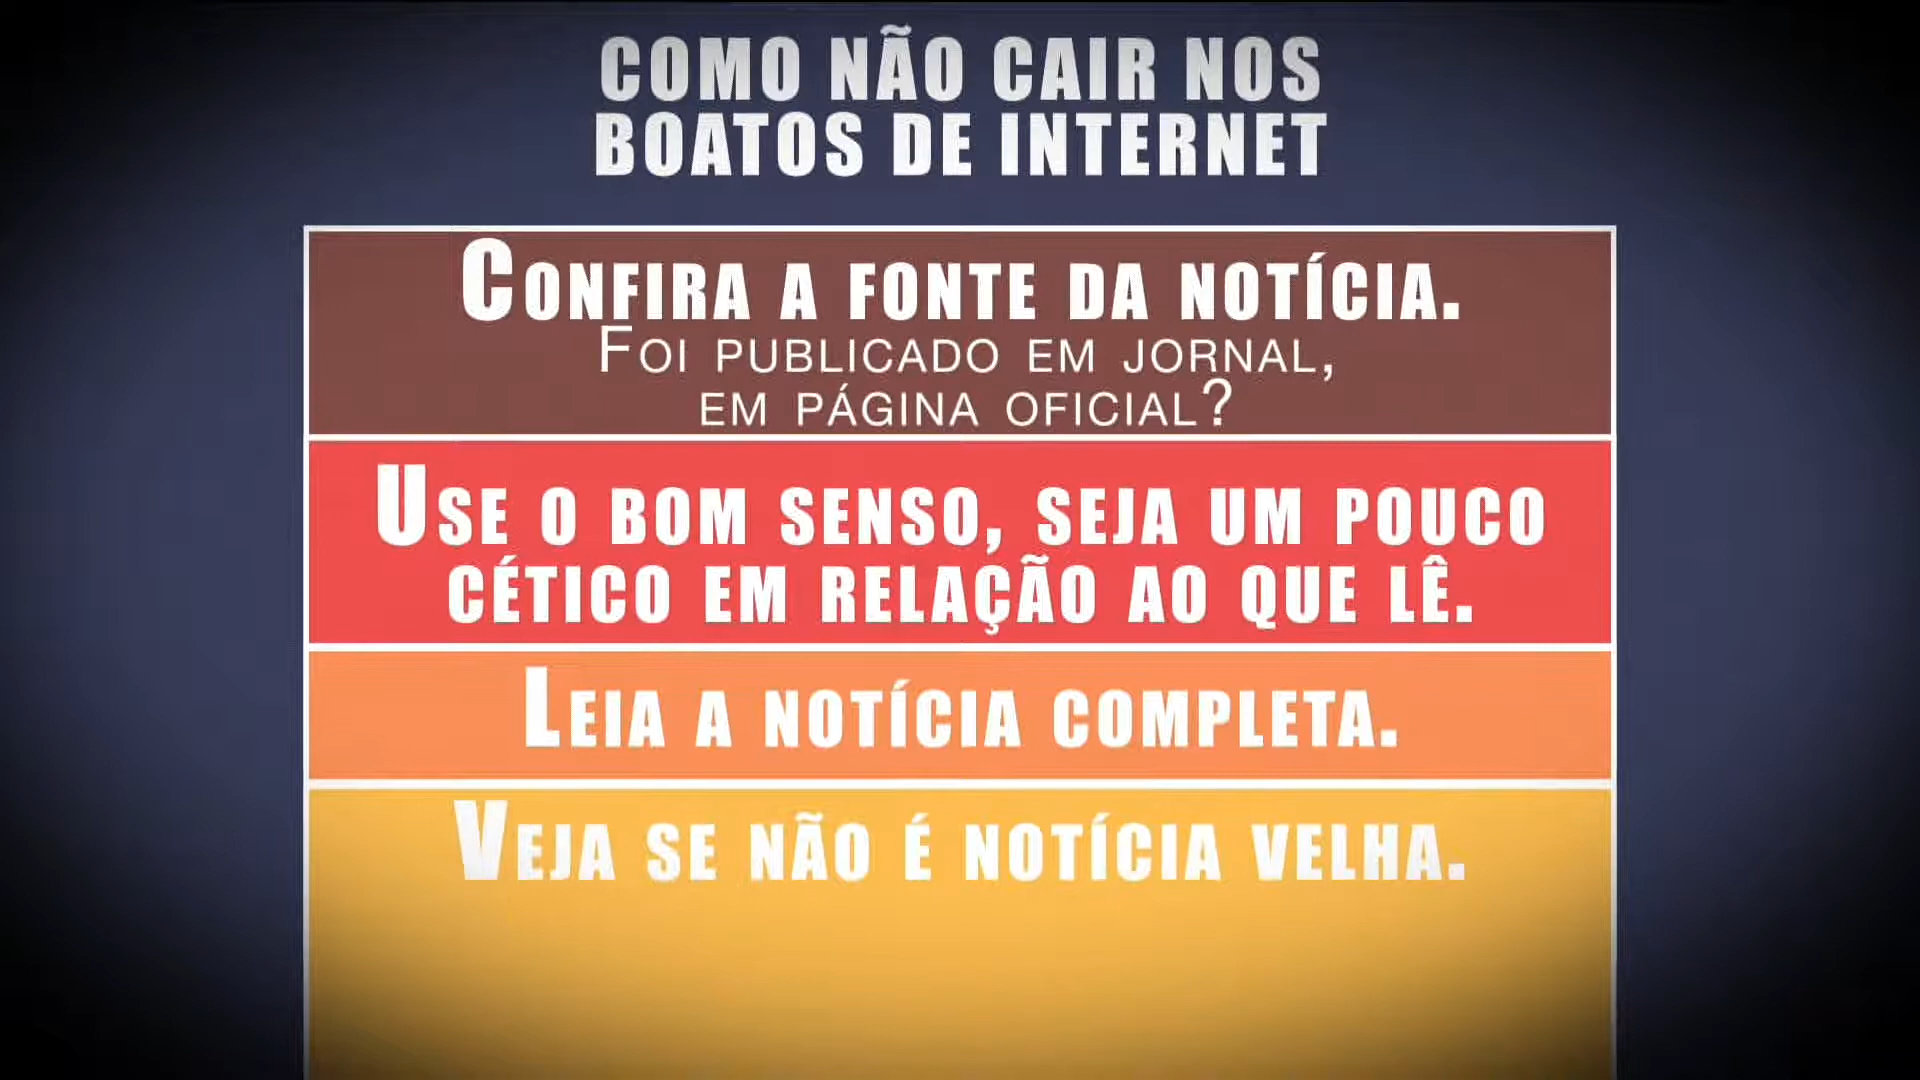 COMO NÃO CAIR NOS
BOATOS DE INTERNET
CONFIRA A FONTE DA NOTÍCIA.
FOI PUBLICADO EM JORNAL,
EM PÁGINA OFICIAL?
USE O BOM SENSO, SEJA UM POUCO
CÉTICO EM RELAÇÃO AO QUE LÊ.
LEIA A NOTÍCIA COMPLETA.
VEJA SE NÃO É NOTÍCIA VELHA.